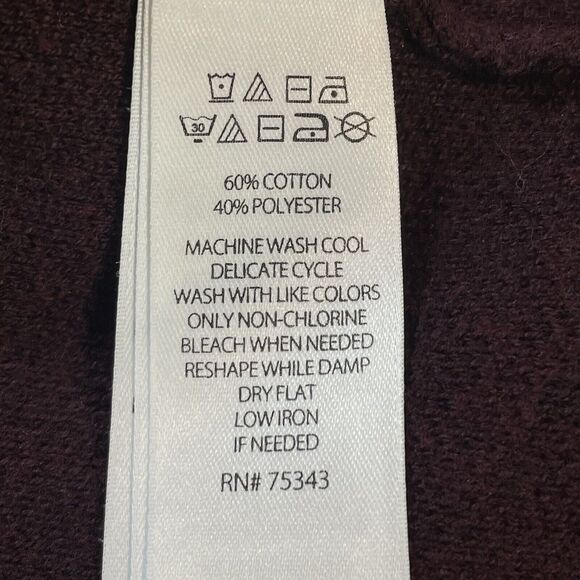 30
60% COTTON
40% POLYESTER
MACHINE WASH COOL
DELICATE CYCLE
WASH WITH LIKE COLORS
ONLY NON-CHLORINE
BLEACH WHEN NEEDED
RESHAPE WHILE DAMP
DRY FLAT
LOW IRON
IF NEEDED
RN# 75343